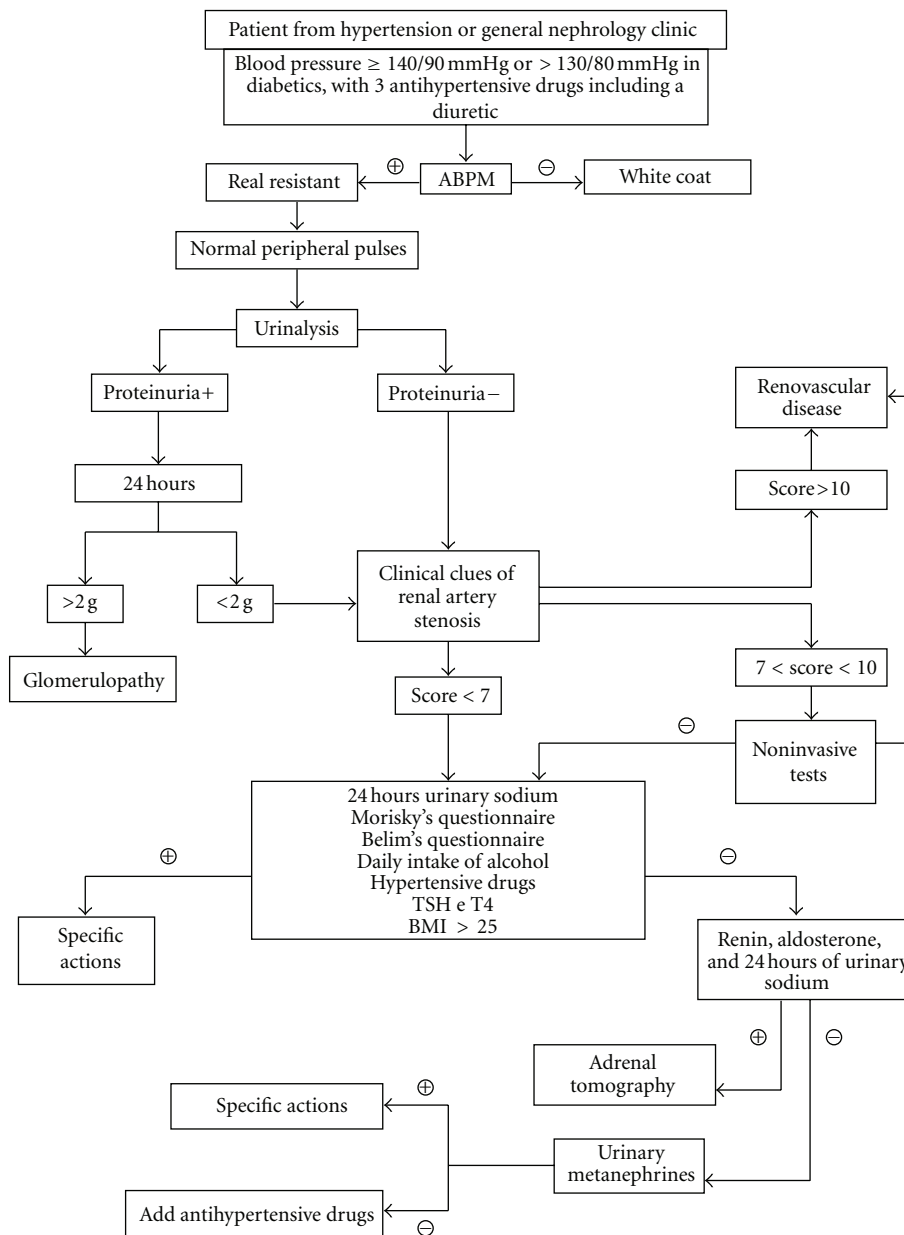 Patient from hypertension or general nephrology clinic
Blood pressure ≥ 140/90 mmHg or > 130/80 mmHg in
diabetics, with 3 antihypertensive drugs including a
diuretic
⊕
⊖
Real resistant
ABPM
White coat
Normal peripheral pulses
Urinalysis
Proteinuria+
Proteinuria−
Renovascular
disease
24 hours
Score>10
>2 g
<2 g
Clinical clues of
renal artery
stenosis
Glomerulopathy
Score < 7
7 < score < 10
⊖
Noninvasive
tests
24 hours urinary sodium
Morisky's questionnaire
Belim's questionnaire
Daily intake of alcohol
Hypertensive drugs
TSH e T4
BMI > 25
⊕
⊖
Specific
actions
Renin, aldosterone,
and 24 hours of urinary
sodium
⊕
⊖
Adrenal
tomography
⊕
Specific actions
Urinary
metanephrines
Add antihypertensive drugs
⊖